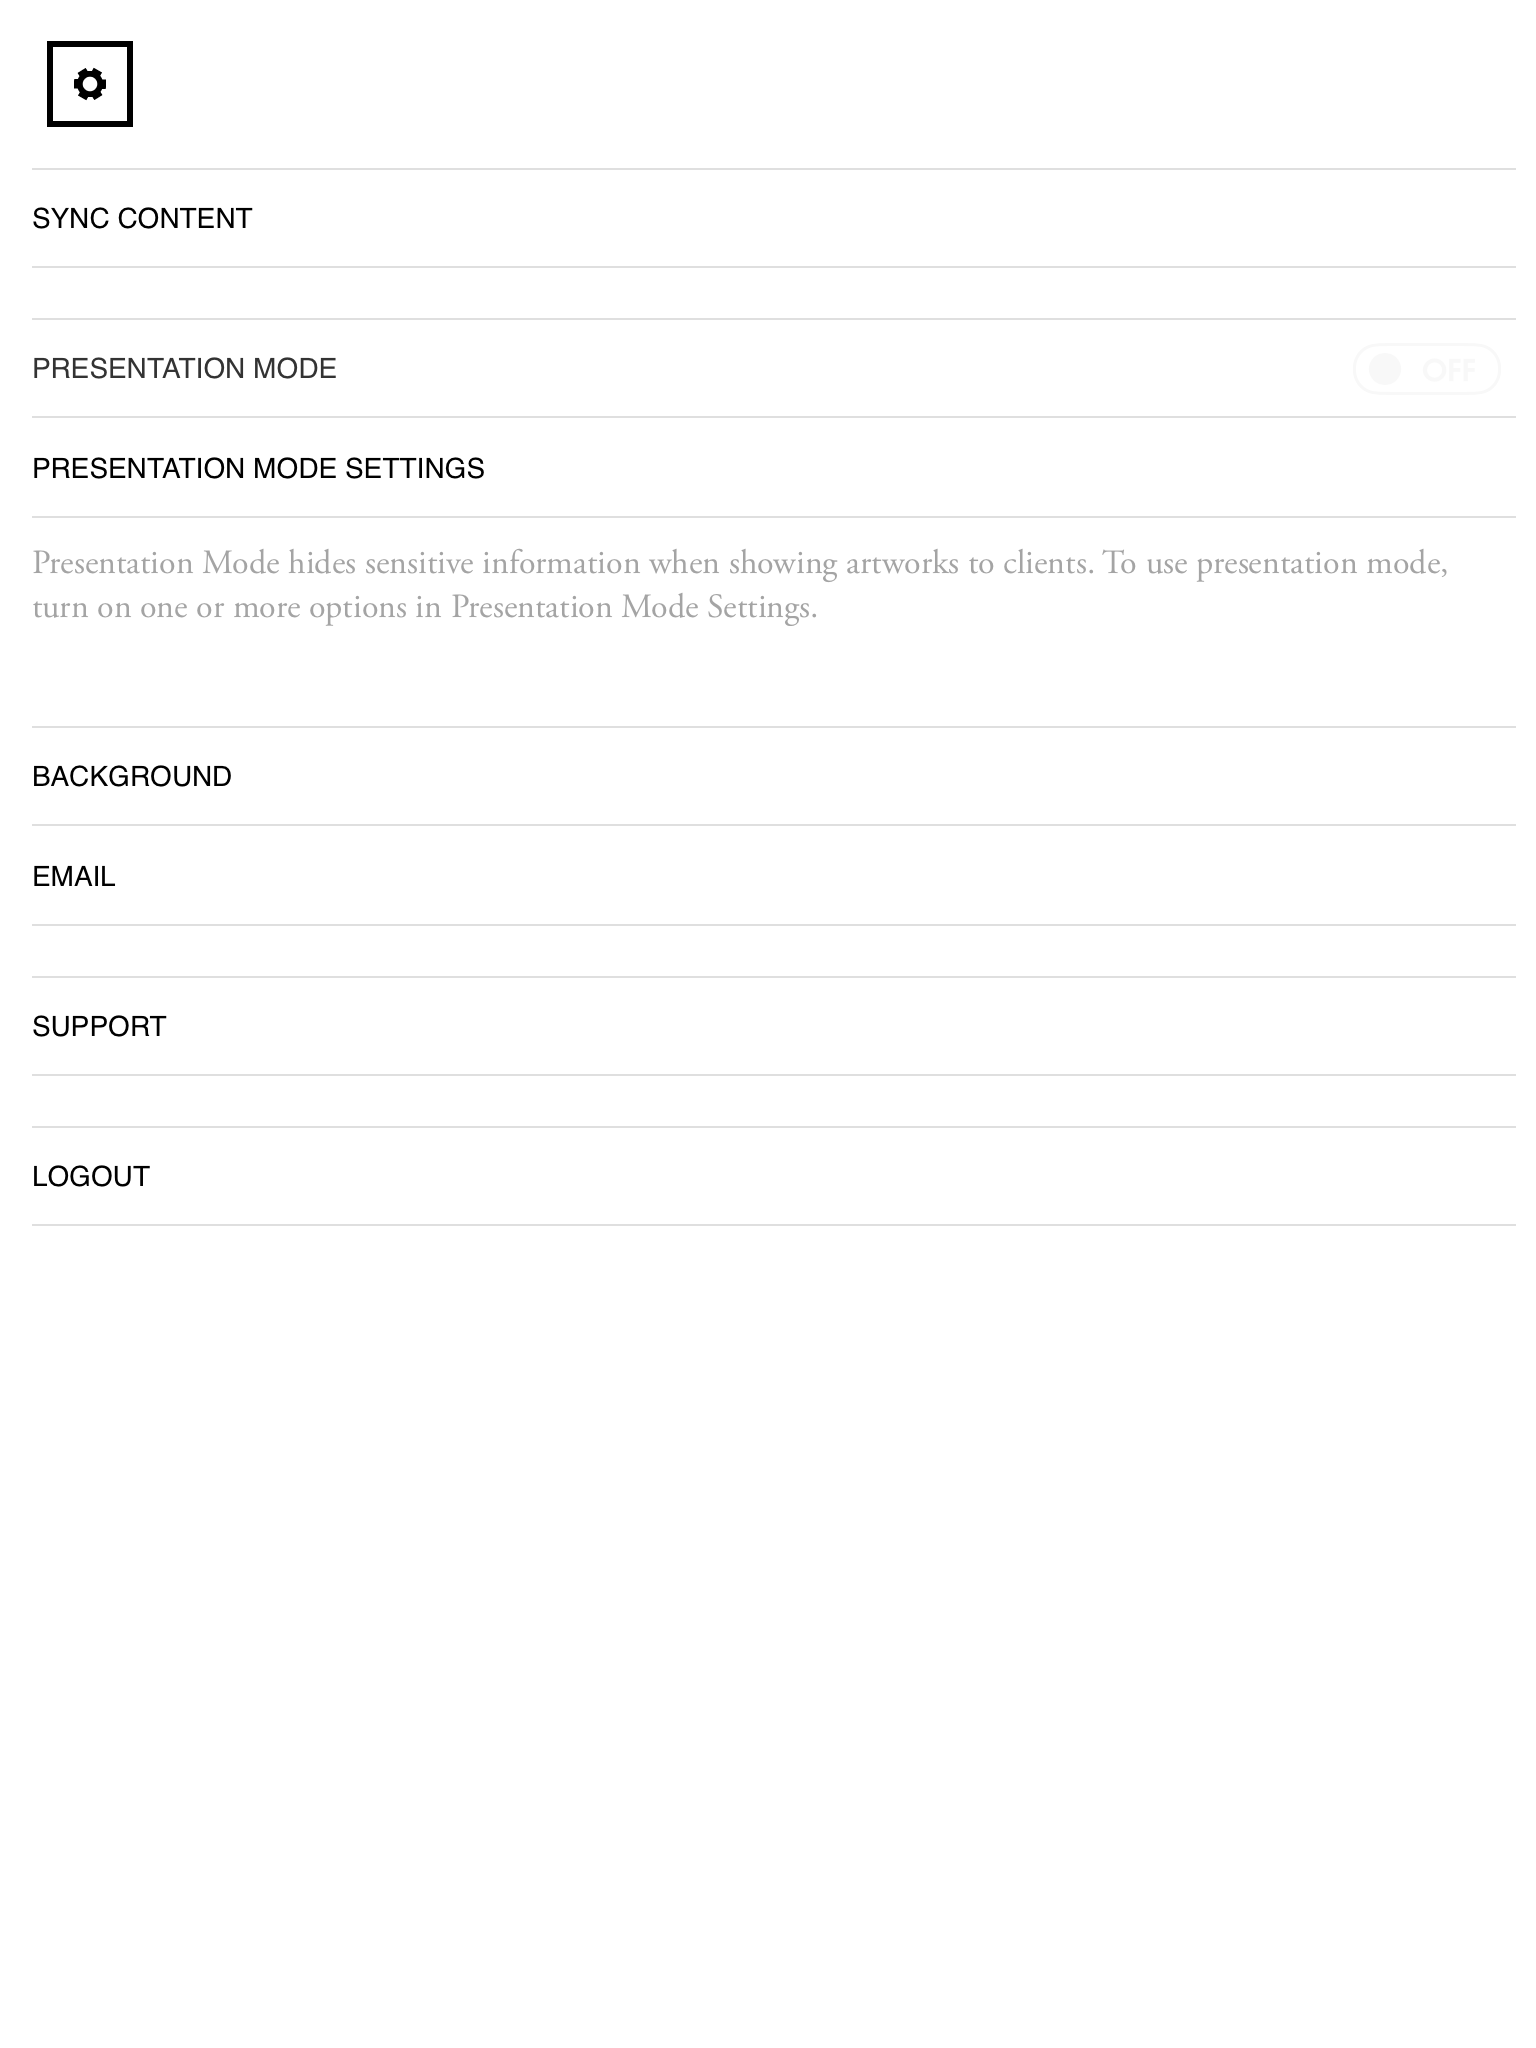 SYNC CONTENT
PRESENTATION MODE
OFF
PRESENTATION MODE SETTINGS
Presentation Mode hides sensitive information when showing artworks to clients. To use presentation mode,
turn on one or more options in Presentation Mode Settings.
BACKGROUND
EMAIL
SUPPORT
LOGOUT